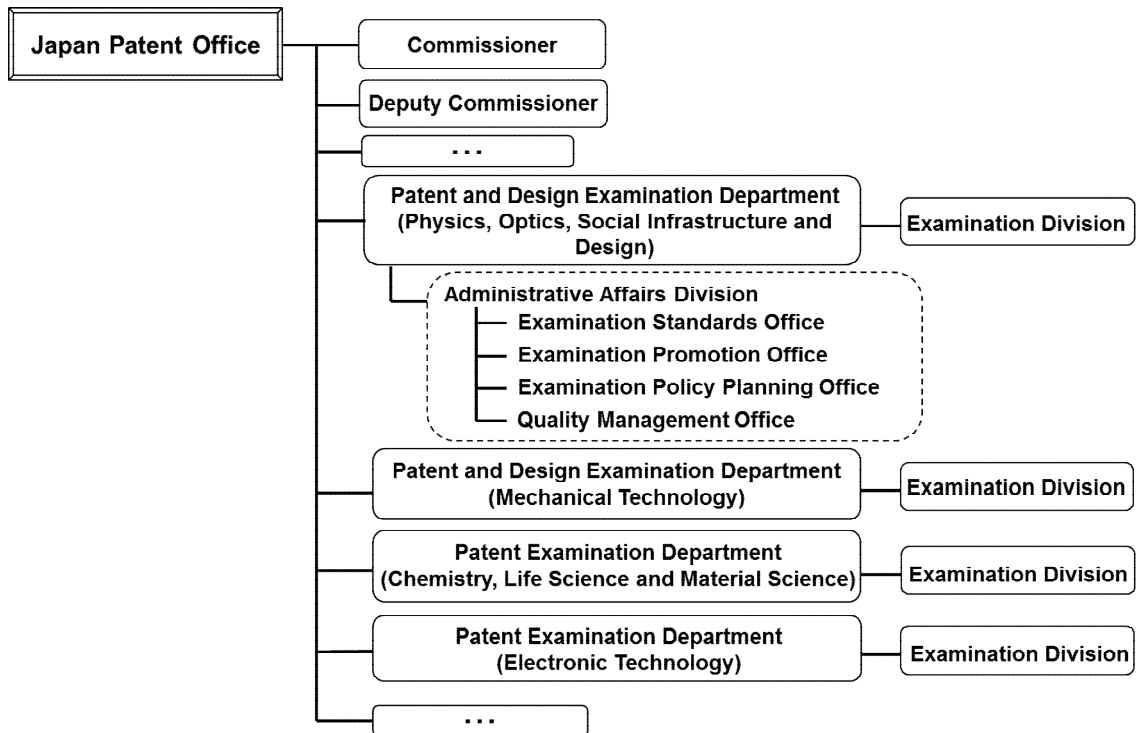 Japan Patent Office
Commissioner
Deputy Commissioner
...
Patent and Design Examination Department
(Physics, Optics, Social Infrastructure and
Design)
Examination Division
Administrative Affairs Division
Examination Standards Office
Examination Promotion Office
Examination Policy Planning Office
Quality Management Office
Patent and Design Examination Department
(Mechanical Technology)
Examination Division
Patent Examination Department
(Chemistry, Life Science and Material Science)
Examination Division
Patent Examination Department
(Electronic Technology)
Examination Division
...